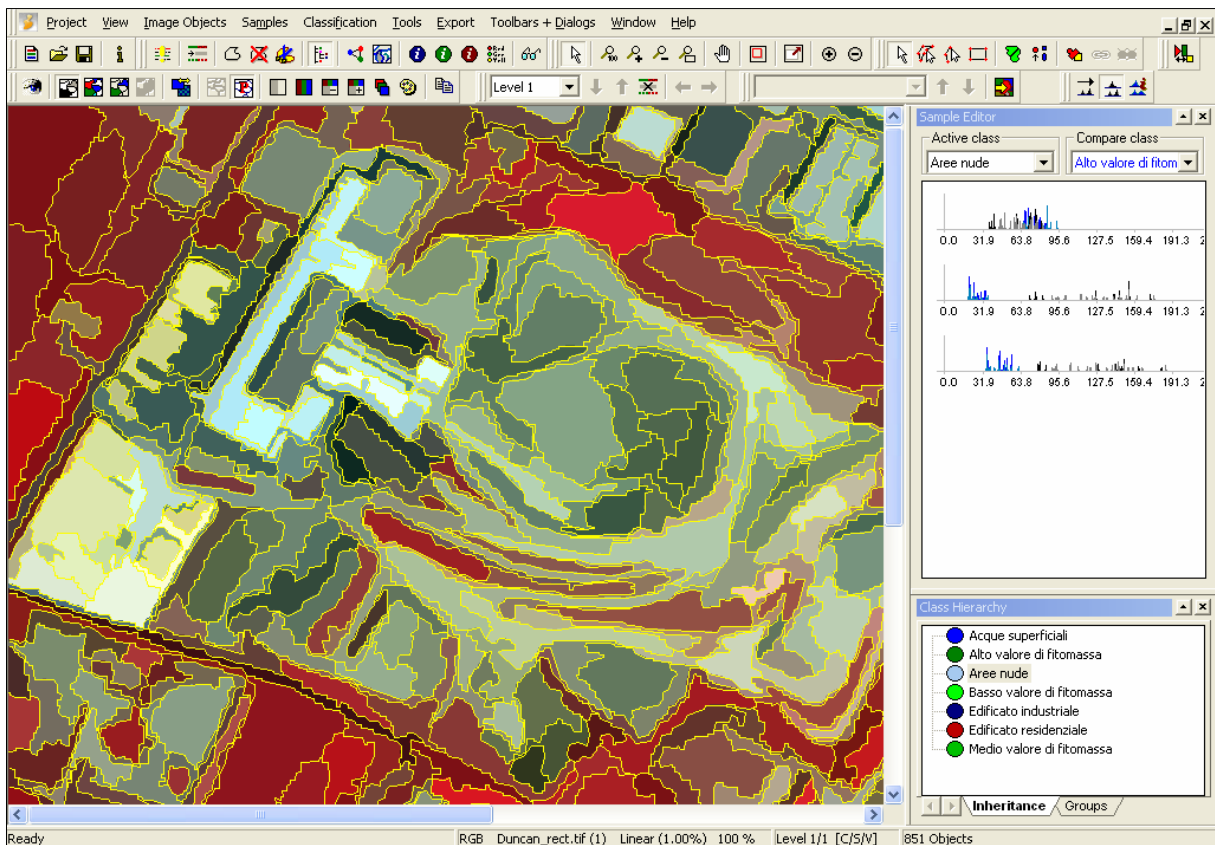 Project View Image Objects Samples Classification Tools Export Toolbars + Dialogs Window Help
Level 1
Sample Editor
Active class
Compare class
Aree nude
Alto valore di fitom
0.0 31.9 63.8 95.6 127.5 159.4 191.3 2
0.0 31.9 63.8 95.6 127.5 159.4 191.3 2
0.0 31.9 63.8 95.6 127.5 159.4 191.3 2
Class Hierarchy
Acque superficiali
Alto valore di fitomassa
Aree nude
Basso valore di fitomassa
Edificato industriale
Edificato residenziale
Medio valore di fitomassa
Inheritance Groups
Ready RGB Duncan_rect.tif (1) Linear (1.00%) 100 % Level 1/1 [C/S/V] 851 Objects